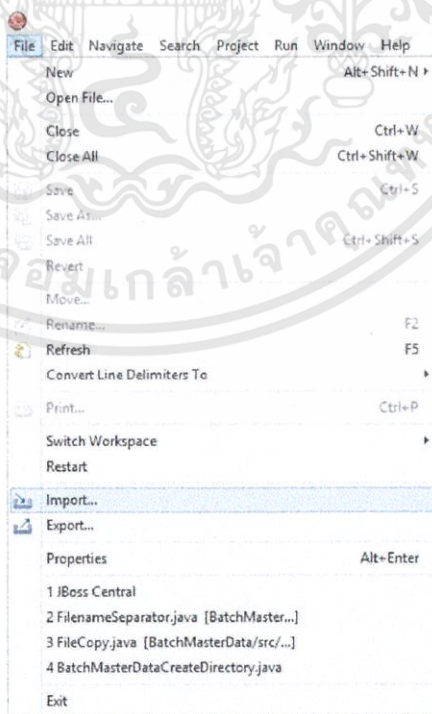 File Edit Navigate Search Project Run Window Help
New Alt+Shift+N
Open File...
Close Ctrl+W
Close All Ctrl+Shift+W
Save Ctrl+S
Save As...
Save All Ctrl+Shift+S
Revert
Move...
Rename... F2
Refresh F5
Convert Line Delimiters To
Print... Ctrl+P
Switch Workspace
Restart
Import...
Export...
Properties Alt+Enter
1 JBoss Central
2 FilenameSeparator.java [BatchMaster...]
3 FileCopy.java [BatchMasterData/src/...]
4 BatchMasterDataCreateDirectory.java
Exit